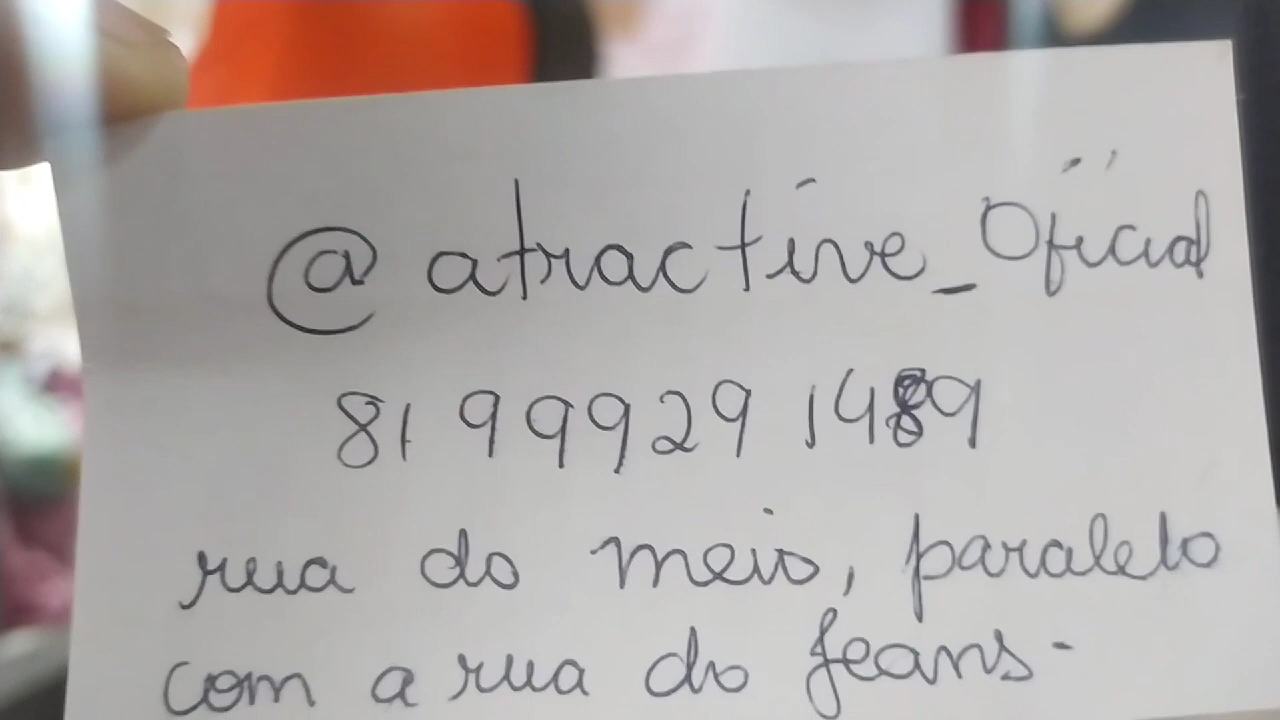 @atractive_Oficial
81 999291489
rua do meio, paralelo
com a rua do jeans.